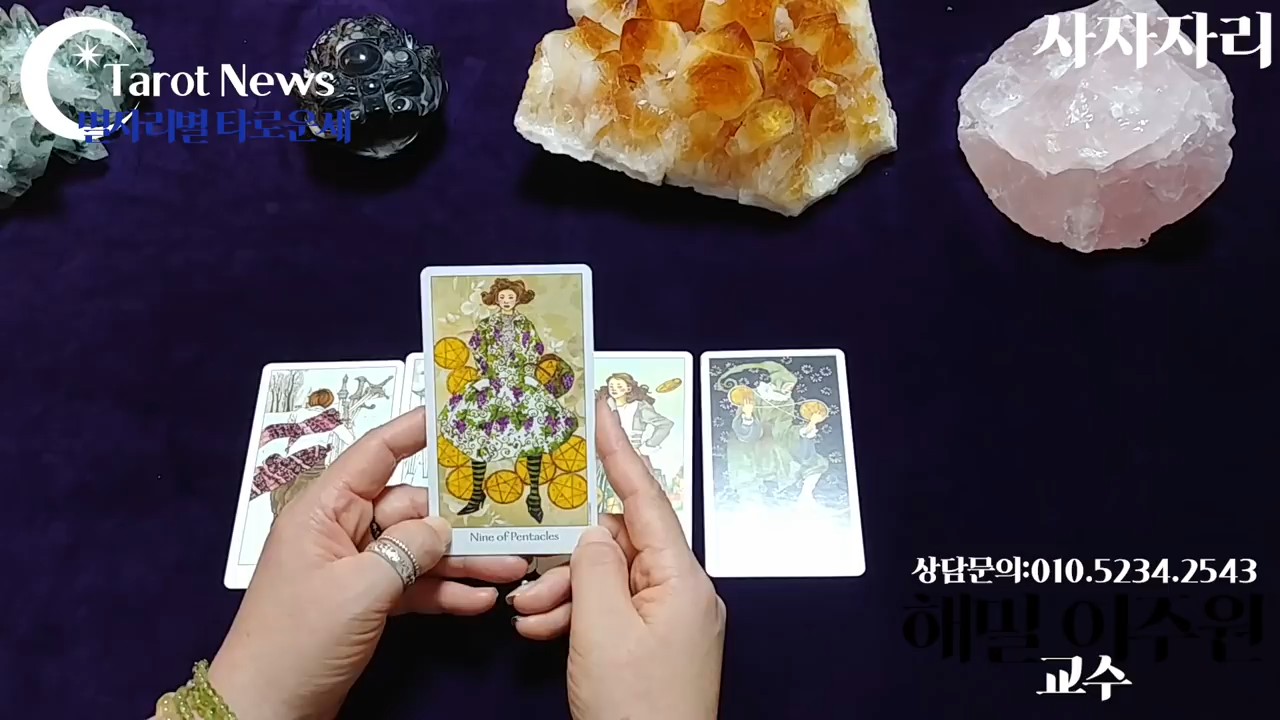 사자자리
Tarot News
별자리별 타로운세
Nine of Pentacles
상담문의:010.5234.2543
해밀 이주원
교수